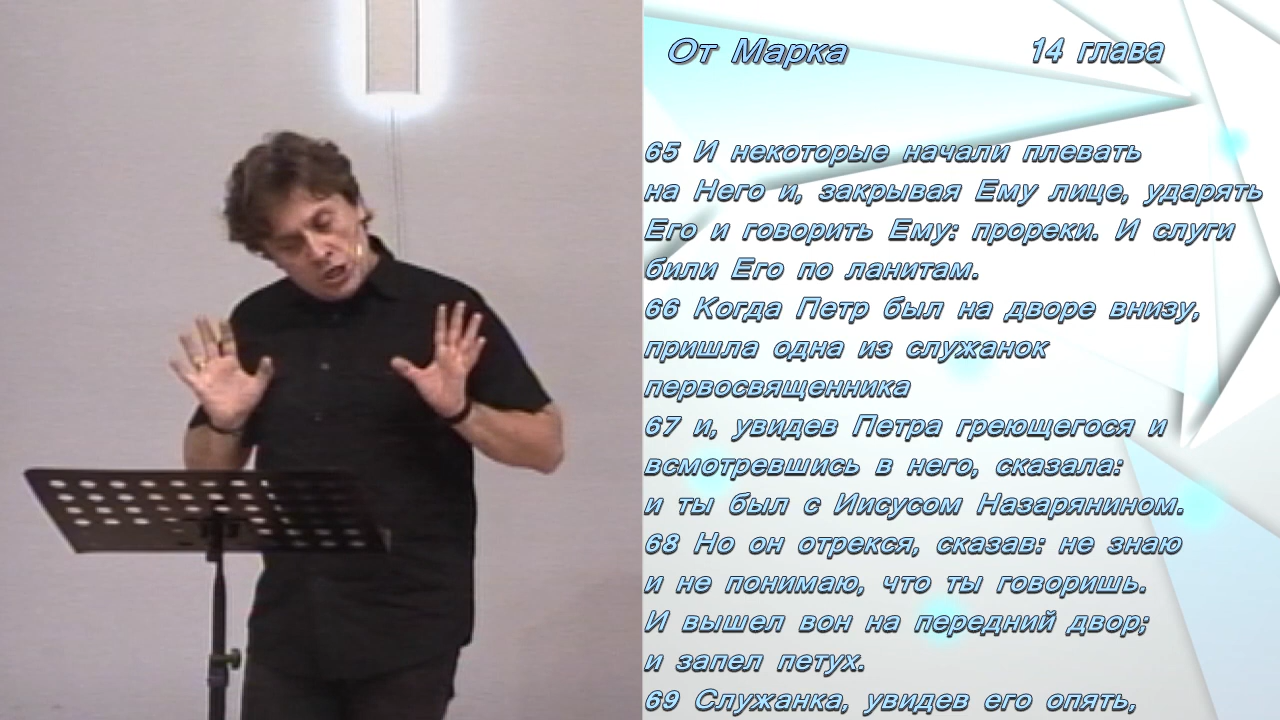 От Марка 14 глава
65 И некоторые начали плевать
на Него и, закрывая Ему лице, ударять
Его и говорить Ему: прореки. И слуги
били Его по ланитам.
66 Когда Петр был на дворе внизу,
пришла одна из служанок
первосвященника
67 и, увидев Петра греющегося и
всмотревшись в него, сказала:
и ты был с Иисусом Назарянином.
68 Но он отрекся, сказав: не знаю
и не понимаю, что ты говоришь.
И вышел вон на передний двор;
и запел петух.
69 Служанка, увидев его опять,